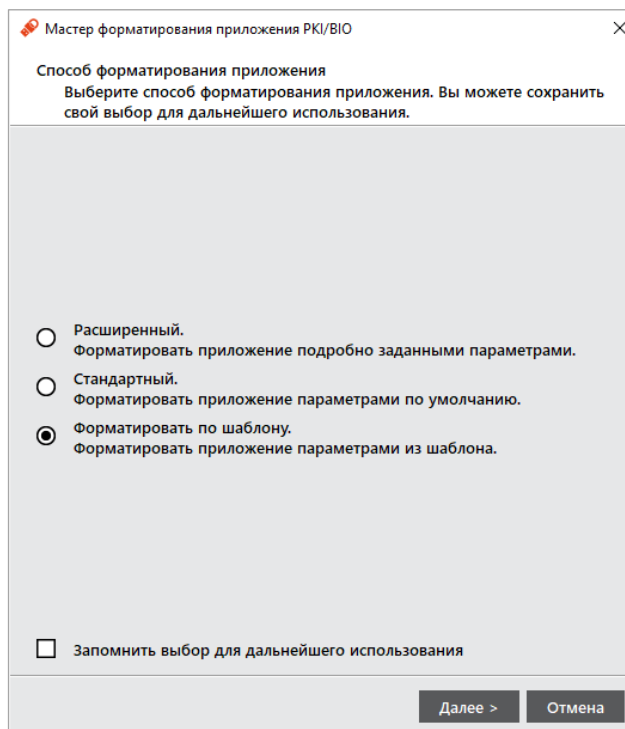 Мастер форматирования приложения PKI/BIO
Способ форматирования приложения
Выберите способ форматирования приложения. Вы можете сохранить
свой выбор для дальнейшего использования.
Расширенный.
Форматировать приложение подробно заданными параметрами.
Стандартный.
Форматировать приложение параметрами по умолчанию.
Форматировать по шаблону.
Форматировать приложение параметрами из шаблона.
Запомнить выбор для дальнейшего использования
Далее > Отмена